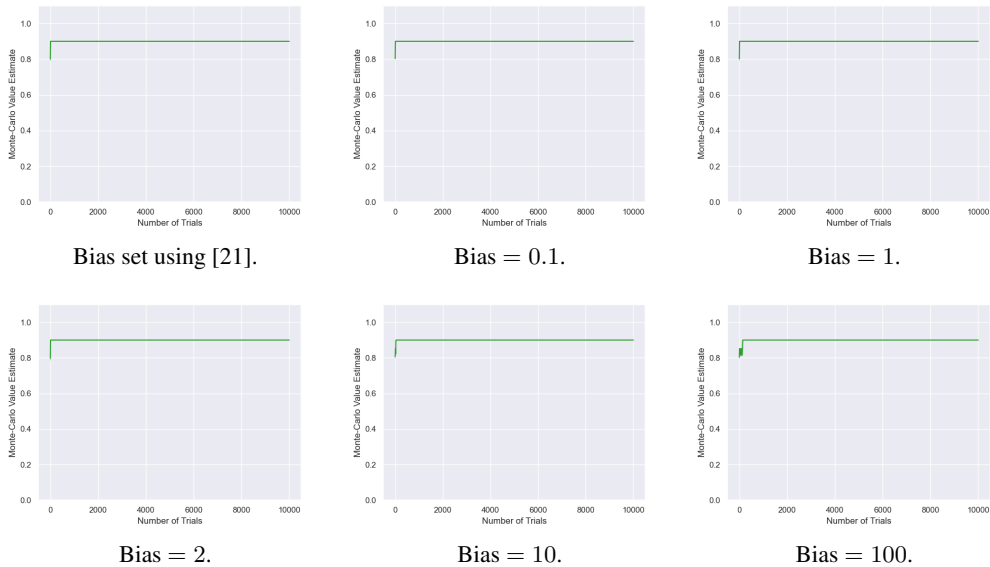 1.0
0.8
0.6
0.4
0.2
0.0
Monte-Carlo Value Estimate
0 2000 4000 6000 8000 10000
Number of Trials
Bias set using [21].
1.0
0.8
0.6
0.4
0.2
0.0
Monte-Carlo Value Estimate
0 2000 4000 6000 8000 10000
Number of Trials
Bias = 0.1.
1.0
0.8
0.6
0.4
0.2
0.0
Monte-Carlo Value Estimate
0 2000 4000 6000 8000 10000
Number of Trials
Bias = 1.
1.0
0.8
0.6
0.4
0.2
0.0
Monte-Carlo Value Estimate
0 2000 4000 6000 8000 10000
Number of Trials
Bias = 2.
1.0
0.8
0.6
0.4
0.2
0.0
Monte-Carlo Value Estimate
0 2000 4000 6000 8000 10000
Number of Trials
Bias = 10.
1.0
0.8
0.6
0.4
0.2
0.0
Monte-Carlo Value Estimate
0 2000 4000 6000 8000 10000
Number of Trials
Bias = 100.